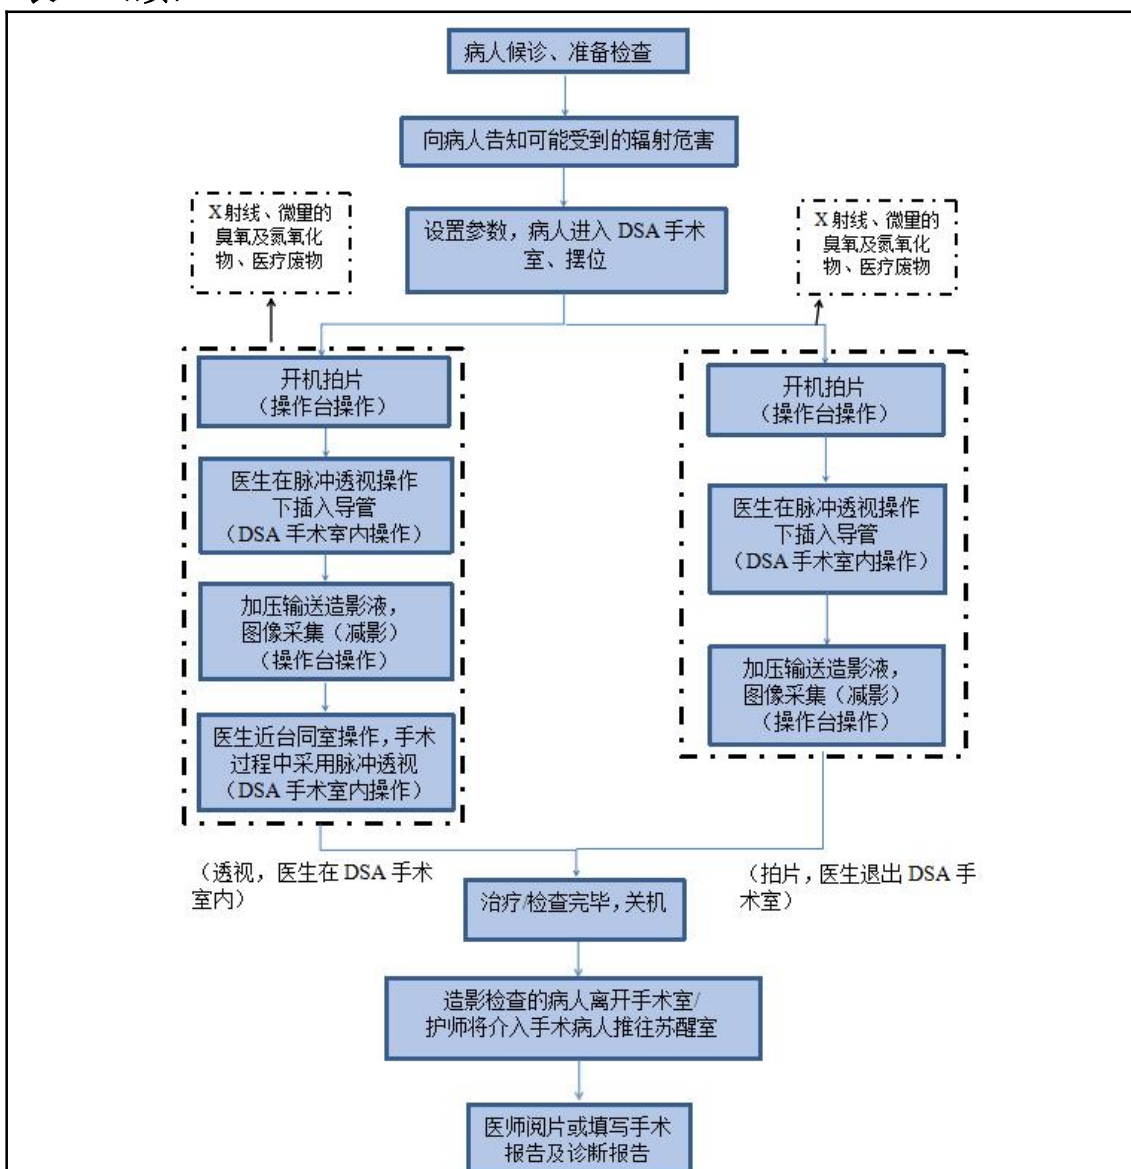 病人候诊、准备检查
向病人告知可能受到的辐射危害
X 射线、微量的
臭氧及氮氧化
物、医疗废物
设置参数，病人进入 DSA 手术
室、摆位
X 射线、微量的
臭氧及氮氧化
物、医疗废物
开机拍片
（操作台操作）
医生在脉冲透视操作
下插入导管
（DSA 手术室内操作）
加压输送造影液，
图像采集（减影）
（操作台操作）
医生近台同室操作，手术
过程中采用脉冲透视
（DSA 手术室内操作）
开机拍片
（操作台操作）
医生在脉冲透视操作
下插入导管
（DSA 手术室内操作）
加压输送造影液，
图像采集（减影）
（操作台操作）
（透视，医生在 DSA 手术
室内）
（拍片，医生退出 DSA 手
术室）
治疗/检查完毕，关机
造影检查的病人离开手术室/
护师将介入手术病人推往苏醒室
医师阅片或填写手术
报告及诊断报告